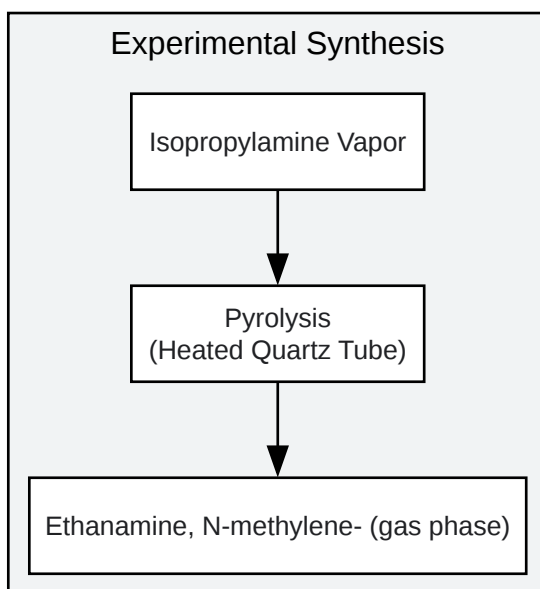 Experimental Synthesis
Isopropylamine Vapor
Pyrolysis
(Heated Quartz Tube)
Ethanamine, N-methylene- (gas phase)